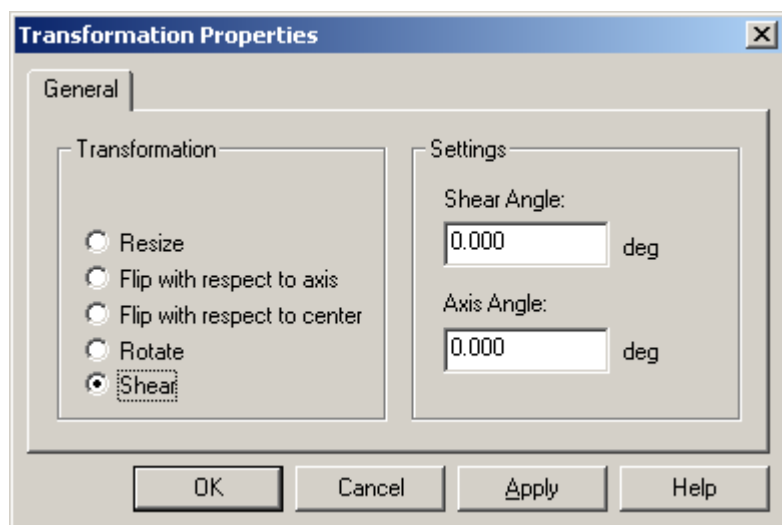 Transformation Properties
General
Transformation
Resize
Flip with respect to axis
Flip with respect to center
Rotate
Shear
Settings
Shear Angle:
0.000 deg
Axis Angle:
0.000 deg
OK Cancel Apply Help